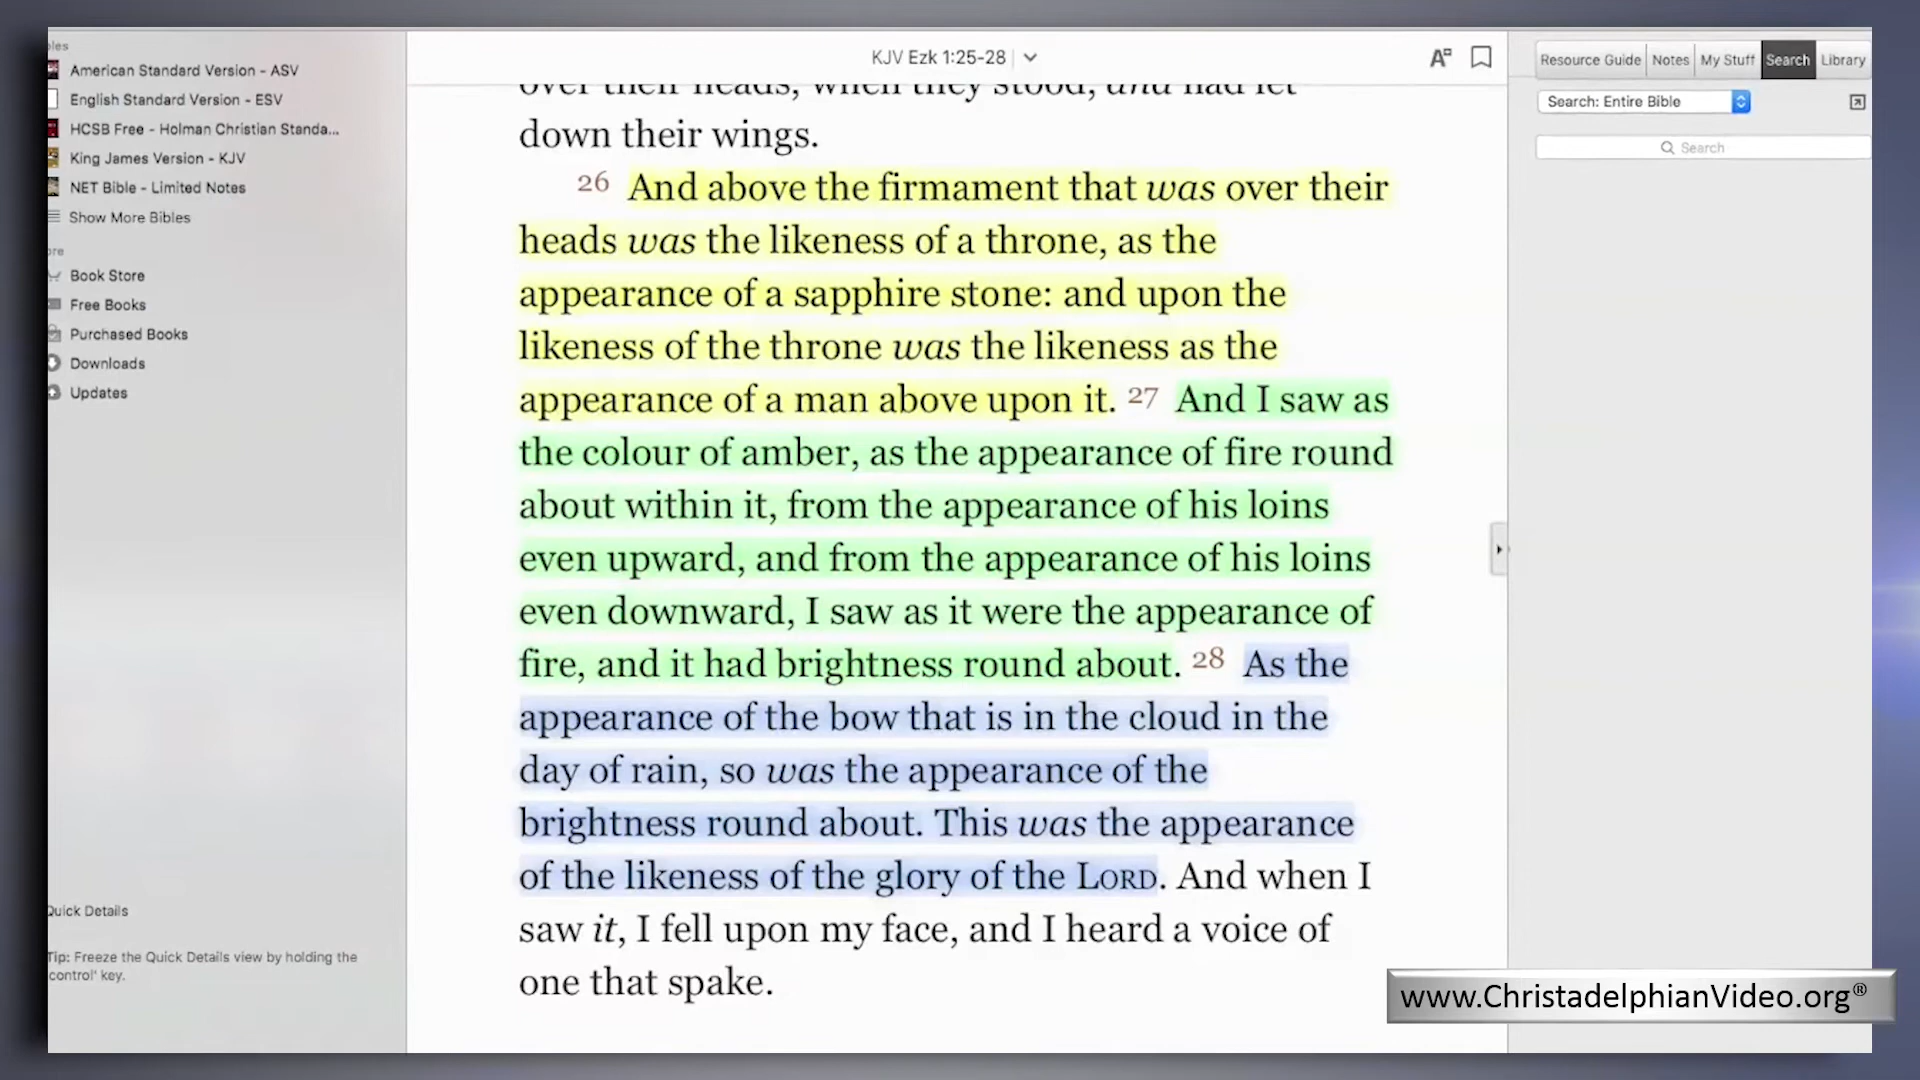 American Standard Version - ASV
English Standard Version - ESV
HCSB Free - Holman Christian Standa...
King James Version - KJV
NET Bible - Limited Notes
Show More Bibles
Book Store
Free Books
Purchased Books
Downloads
Updates
Quick Details
Tip: Freeze the Quick Details view by holding the
control' key.
KJV Ezk 1:25-28
over their heads, when they stood, and had let
down their wings.
26 And above the firmament that was over their
heads was the likeness of a throne, as the
appearance of a sapphire stone: and upon the
likeness of the throne was the likeness as the
appearance of a man above upon it. 27 And I saw as
the colour of amber, as the appearance of fire round
about within it, from the appearance of his loins
even upward, and from the appearance of his loins
even downward, I saw as it were the appearance of
fire, and it had brightness round about. 28 As the
appearance of the bow that is in the cloud in the
day of rain, so was the appearance of the
brightness round about. This was the appearance
of the likeness of the glory of the LORD. And when I
saw it, I fell upon my face, and I heard a voice of
one that spake.
Resource Guide Notes My Stuff Search Library
Search: Entire Bible
Search
www.ChristadelphianVideo.org®